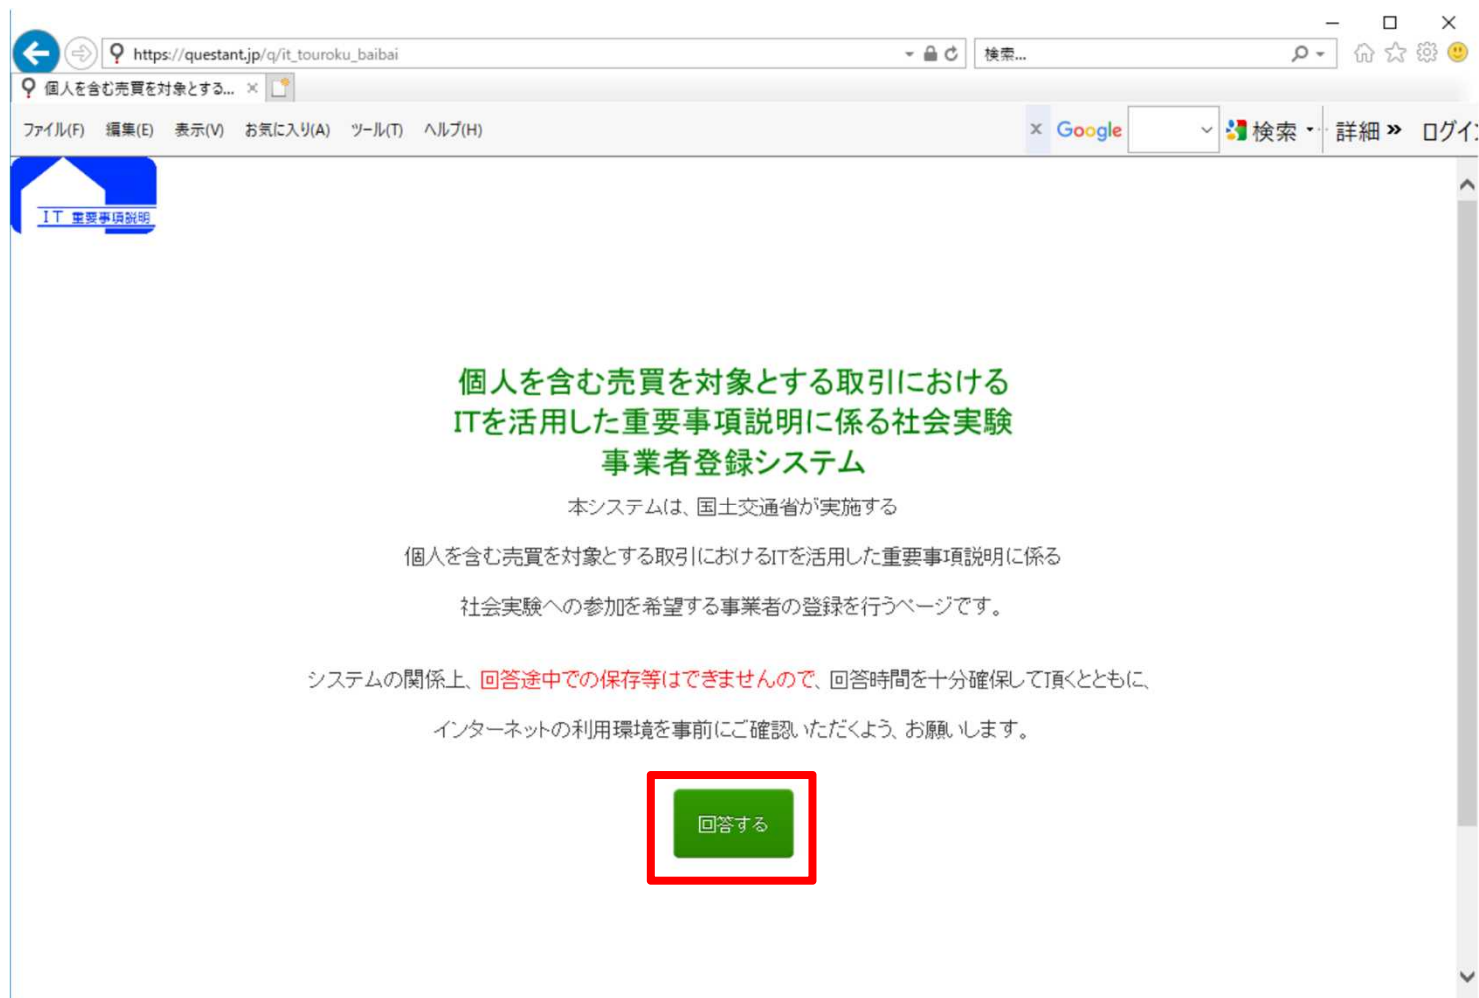 https://questant.jp/q/it_touroku_baibai
検索...
個人を含む売買を対象とする...
ファイル(F) 編集(E) 表示(V) お気に入り(A) ツール(T) ヘルプ(H)
x Google 検索 詳細 »
IT 重要事項説明
個人を含む売買を対象とする取引における
ITを活用した重要事項説明に係る社会実験
事業者登録システム
本システムは、国土交通省が実施する
個人を含む売買を対象とする取引におけるITを活用した重要事項説明に係る
社会実験への参加を希望する事業者の登録を行うページです。
システムの関係上、回答途中での保存等はできませんので、回答時間を十分確保して頂くとともに、
インターネットの利用環境を事前にご確認いただくよう、お願いします。
回答する